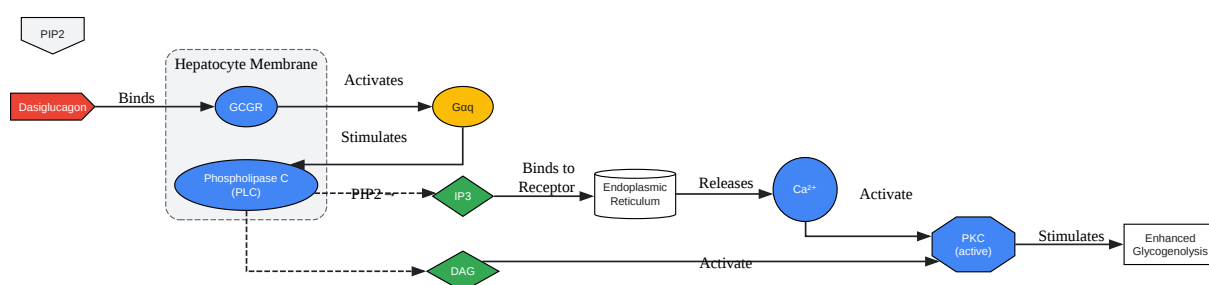 PIP2
Hepatocyte Membrane
Dasiglucagon
Binds
GCGR
Activates
Gαq
Stimulates
Phospholipase C
(PLC)
PIP2 →
IP3
Binds to
Receptor
Endoplasmic
Reticulum
Releases
Ca²⁺
Activate
DAG
Activate
PKC
(active)
Stimulates
Enhanced
Glycogenolysis